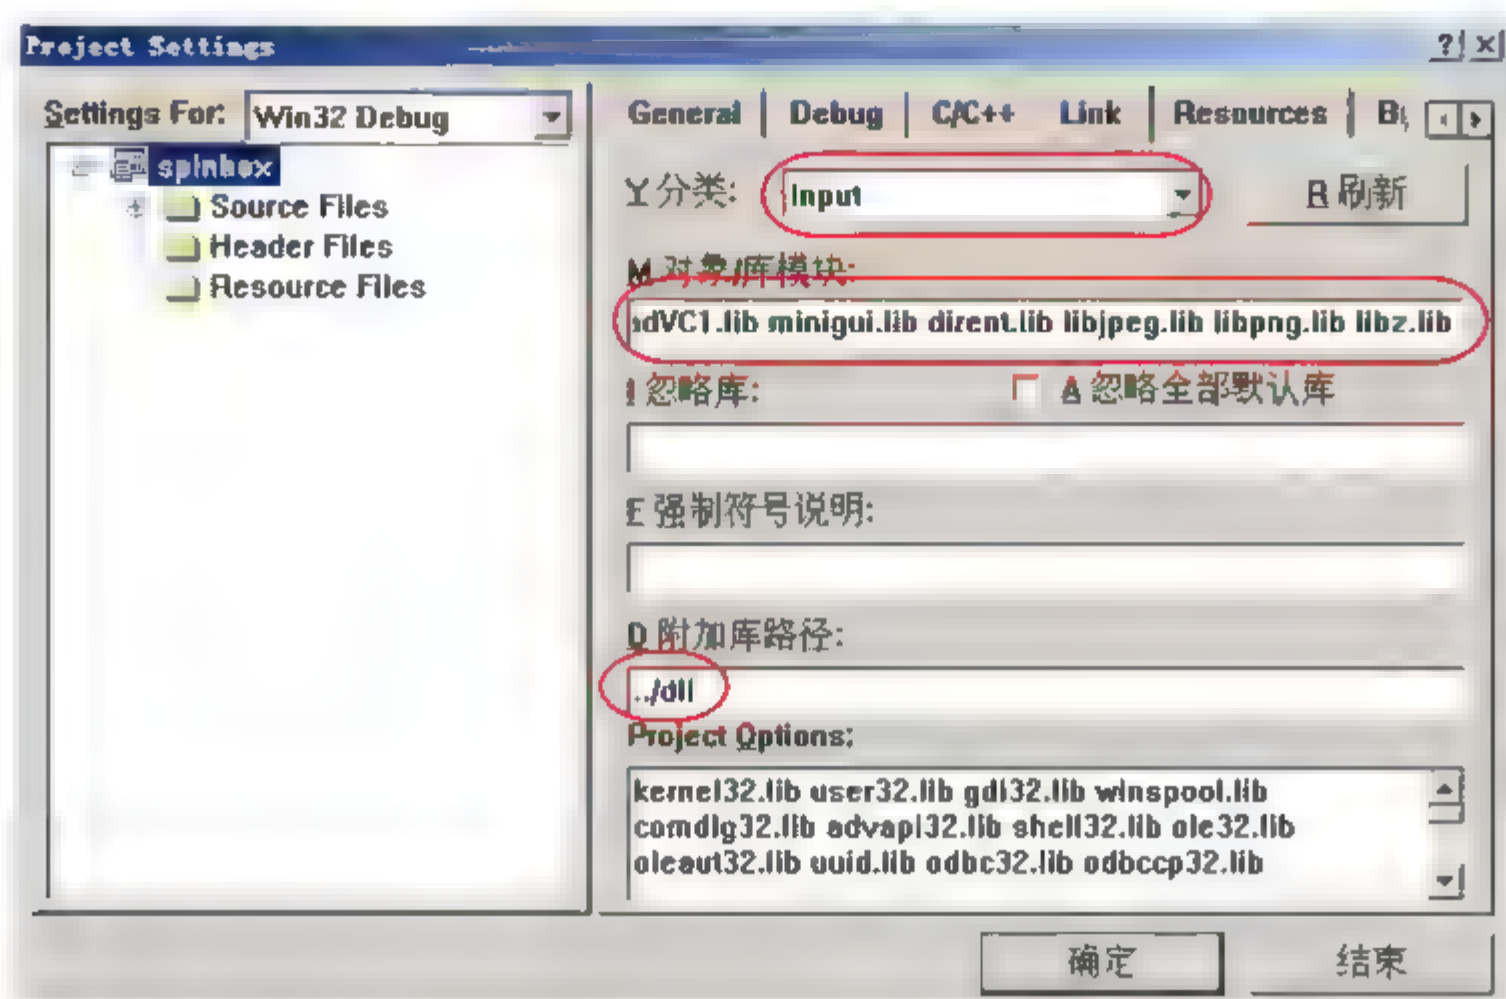 Project Settings
Settings For: Win32 Debug
spinbox
Source Files
Header Files
Resource Files
General Debug C/C++ Link Resources
Y 分类: Input R 刷新
M 对象/库模块:
minigui.lib dirent.lib libjpeg.lib libpng.lib libz.lib
I 忽略库: A 忽略全部默认库
E 强制符号说明:
D 附加库路径:
../dll
Project Options:
kernel32.lib user32.lib gdi32.lib winspool.lib
comdlg32.lib advapi32.lib shell32.lib ole32.lib
oleaut32.lib uuid.lib odbc32.lib odbccp32.lib
确定 结束